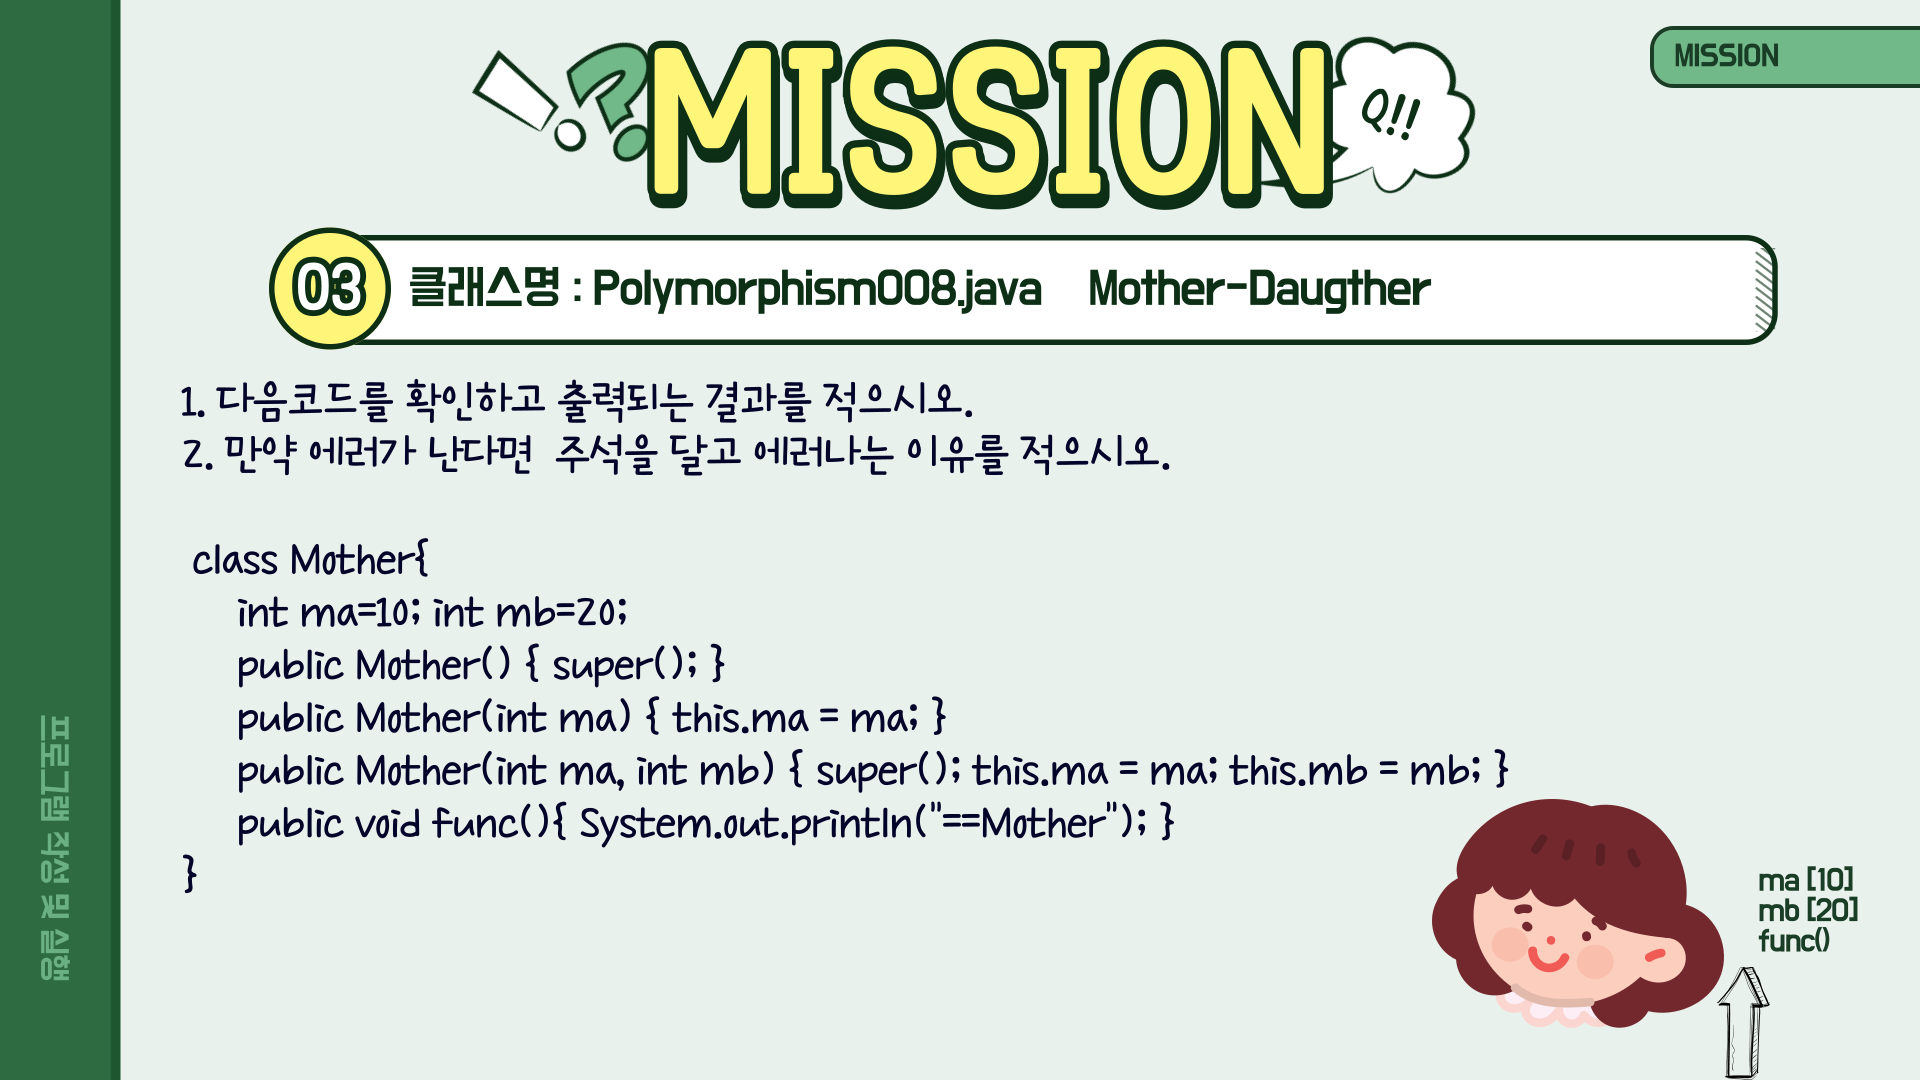 MISSION
Q!!
MISSION
03 클래스명 : Polymorphism008.java Mother-Daugther
1. 다음코드를 확인하고 출력되는 결과를 적으시오.
2. 만약 에러가 난다면 주석을 달고 에러나는 이유를 적으시오.
class Mother{
int ma=10; int mb=20;
public Mother() { super(); }
public Mother(int ma) { this.ma = ma; }
public Mother(int ma, int mb) { super(); this.ma = ma; this.mb = mb; }
public void func(){ System.out.println("==Mother"); }
}
ma [10]
mb [20]
func()
프로그램 작성 및 실행